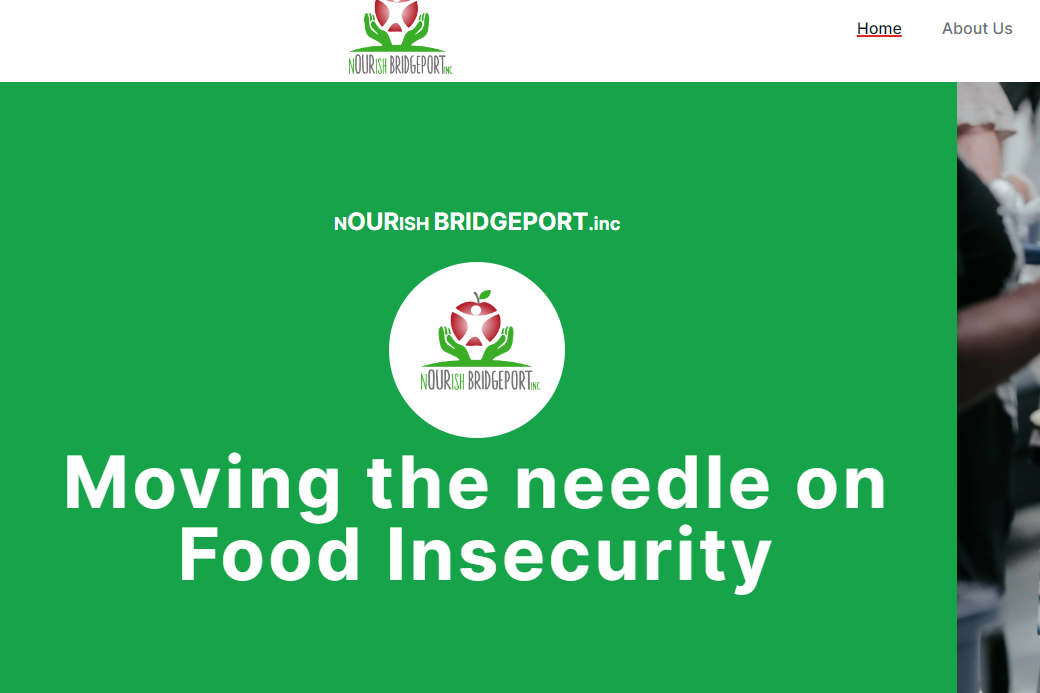 NOURISH BRIDGEPORT INC.
Home
About Us
NOURISH BRIDGEPORT.inc
NOURISH BRIDGEPORT INC.
Moving the needle on
Food Insecurity